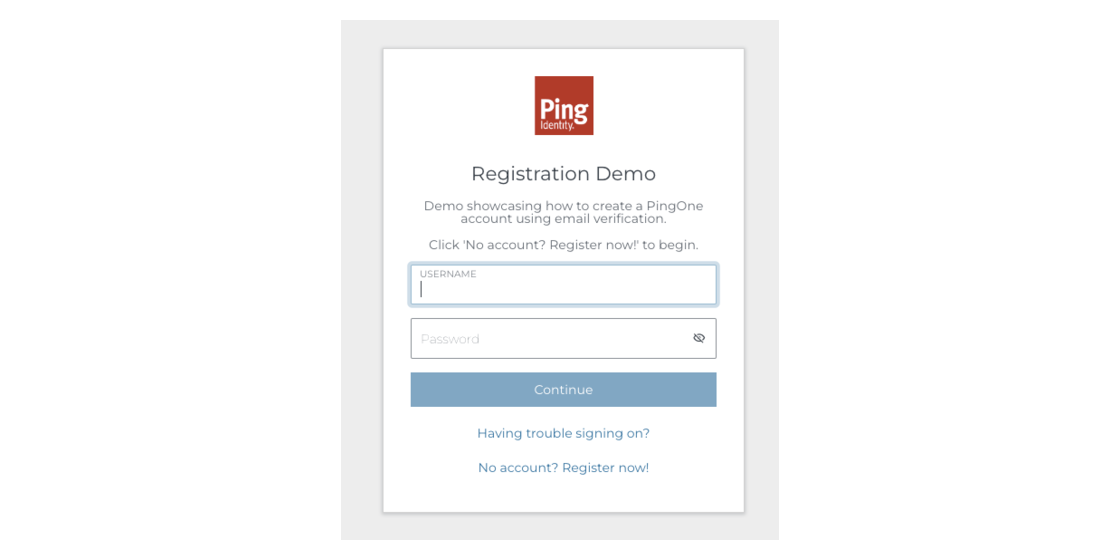 Ping
Identity.
Registration Demo
Demo showcasing how to create a PingOne
account using email verification.
Click 'No account? Register now!' to begin.
USERNAME
Password
Continue
Having trouble signing on?
No account? Register now!